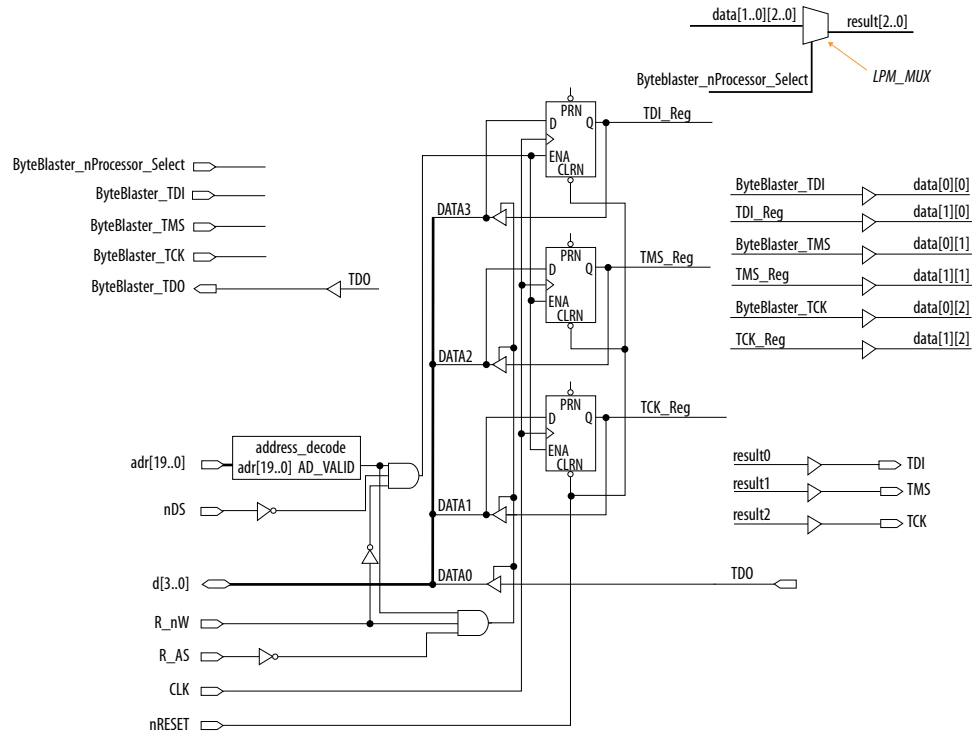 data[1..0][2..0]
result[2..0]
LPM_MUX
Byteblaster_nProcessor_Select
PRN
D
Q
TDI_Reg
ENA
CLRN
ByteBlaster_nProcessor_Select
ByteBlaster_TDI
ByteBlaster_TMS
ByteBlaster_TCK
ByteBlaster_TDO
TDO
DATA3
PRN
D
Q
TMS_Reg
ENA
CLRN
DATA2
ByteBlaster_TDI
data[0][0]
TDI_Reg
data[1][0]
ByteBlaster_TMS
data[0][1]
TMS_Reg
data[1][1]
ByteBlaster_TCK
data[0][2]
TCK_Reg
data[1][2]
PRN
D
Q
TCK_Reg
ENA
CLRN
adr[19..0]
address_decode
adr[19..0] AD_VALID
nDS
DATA1
result0
TDI
result1
TMS
result2
TCK
d[3..0]
DATA0
TDO
R_nW
R_AS
CLK
nRESET